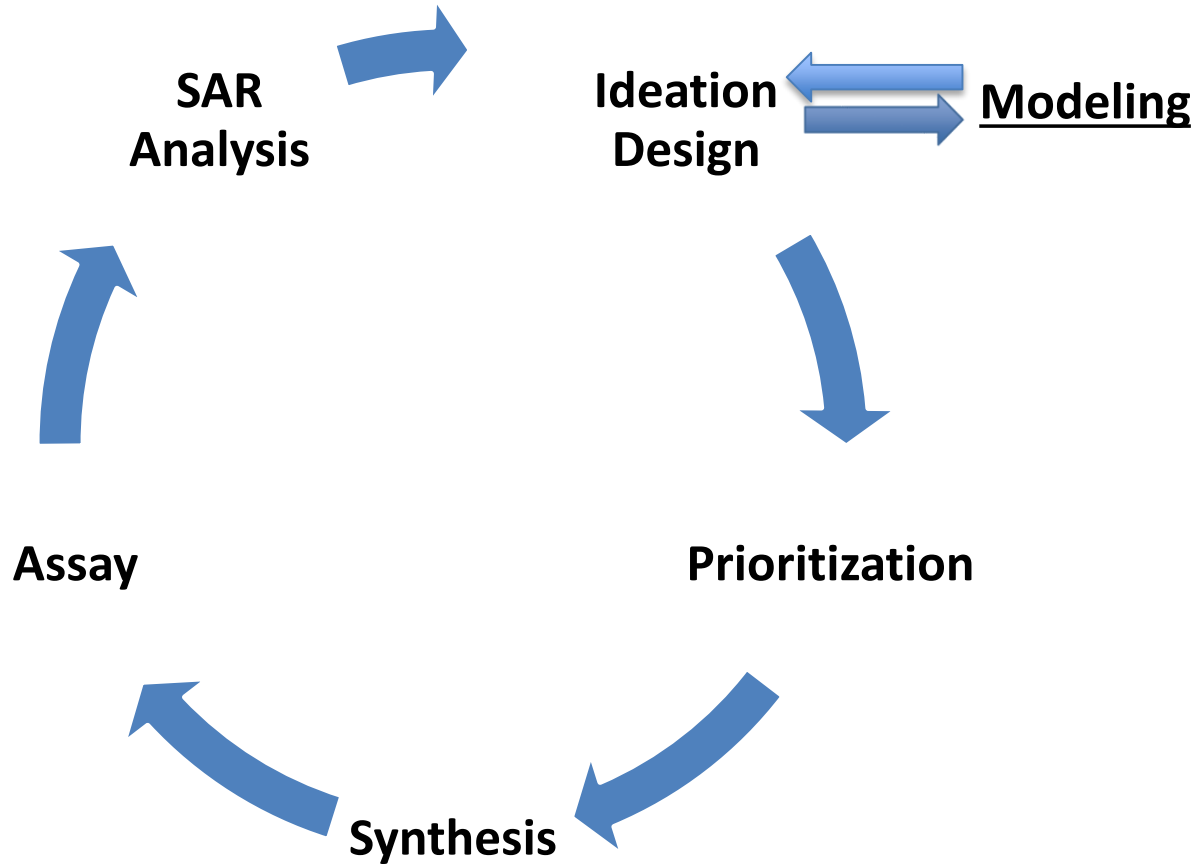 SAR
Analysis
Ideation
Design
Modeling
Prioritization
Synthesis
Assay